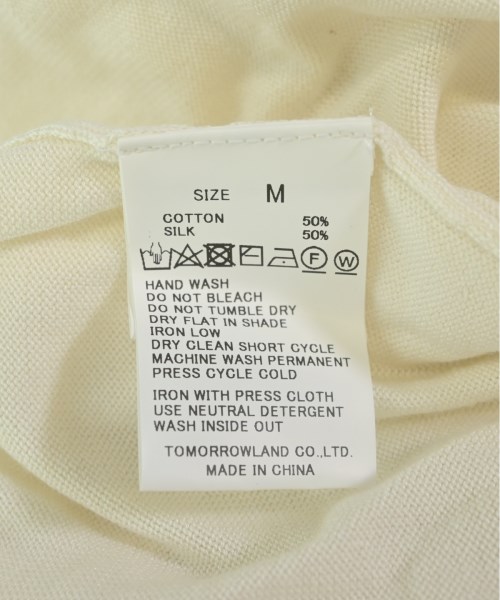 SIZE M
COTTON 50%
SILK 50%
F W
HAND WASH
DO NOT BLEACH
DO NOT TUMBLE DRY
DRY FLAT IN SHADE
IRON LOW
DRY CLEAN SHORT CYCLE
MACHINE WASH PERMANENT
PRESS CYCLE COLD
IRON WITH PRESS CLOTH
USE NEUTRAL DETERGENT
WASH INSIDE OUT
TOMORROWLAND CO.,LTD.
MADE IN CHINA